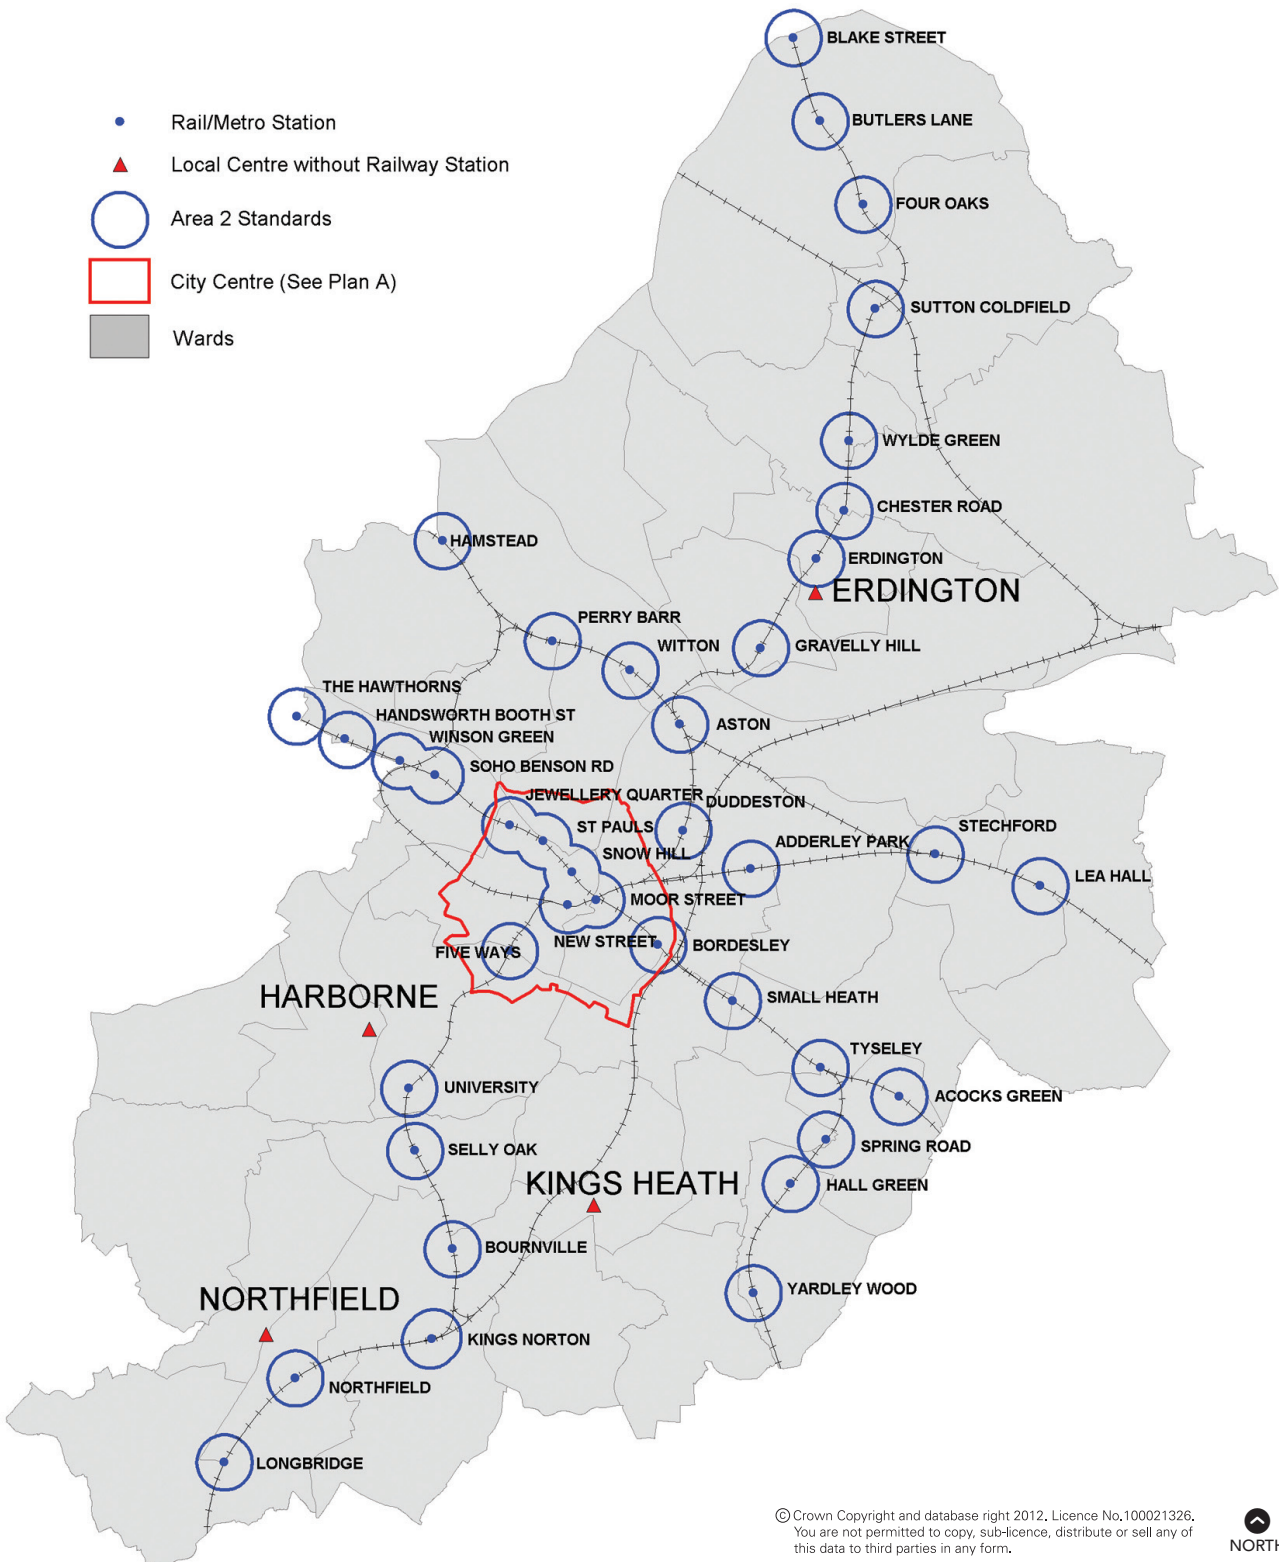 BLAKE STREET
Rail/Metro Station
BUTLERS LANE
Local Centre without Railway Station
FOUR OAKS
Area 2 Standards
City Centre (See Plan A)
SUTTON COLDFIELD
Wards
WYLDE GREEN
CHESTER ROAD
HAMSTEAD
ERDINGTON
ERDINGTON
PERRY BARR
WITTON
GRAVELLY HILL
THE HAWTHORNS
HANDSWORTH BOOTH ST
ASTON
WINSON GREEN
SOHO BENSON RD
JEWELLERY QUARTER
DUDDESTON
ST PAULS
STECHFORD
ADDERLEY PARK
SNOW HILL
LEA HALL
MOOR STREET
NEW STREET
BORDESLEY
FIVE WAYS
HARBORNE
SMALL HEATH
TYSELEY
UNIVERSITY
ACOCKS GREEN
SPRING ROAD
SELLY OAK
KINGS HEATH
HALL GREEN
BOURNVILLE
YARDLEY WOOD
NORTHFIELD
KINGS NORTON
NORTHFIELD
LONGBRIDGE
© Crown Copyright and database right 2012. Licence No.100021326.
You are not permitted to copy, sub-licence, distribute or sell any of
this data to third parties in any form.
NORTH